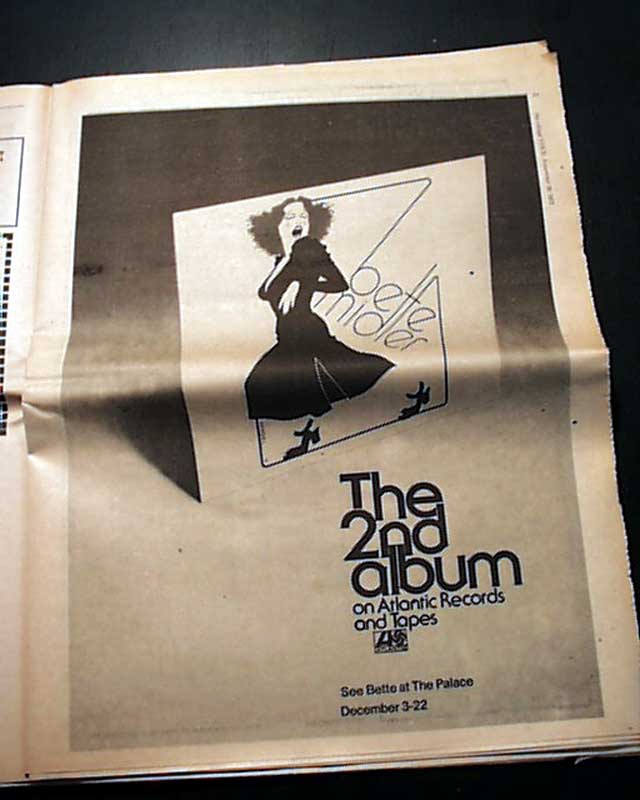 bette
midler
The
2nd
album
on Atlantic Records
and Tapes
See Bette at The Palace
December 3-22